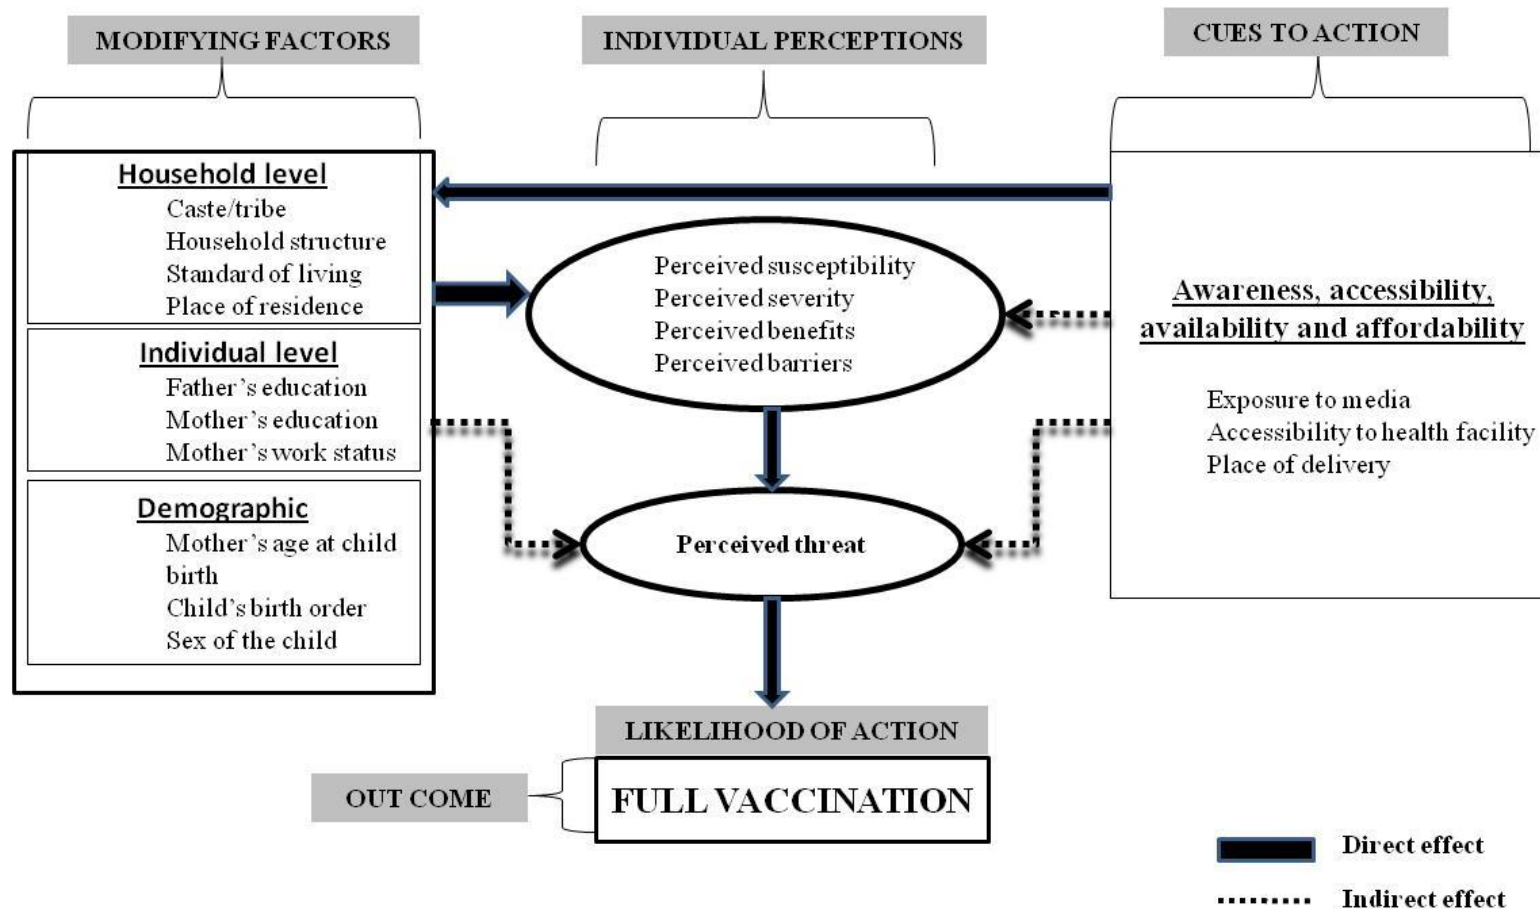 MODIFYING FACTORS
INDIVIDUAL PERCEPTIONS
CUES TO ACTION
Household level
Caste/tribe
Household structure
Standard of living
Place of residence
Individual level
Father's education
Mother's education
Mother's work status
Demographic
Mother's age at child
birth
Child's birth order
Sex of the child
Perceived susceptibility
Perceived severity
Perceived benefits
Perceived barriers
Perceived threat
Awareness, accessibility,
availability and affordability
Exposure to media
Accessibility to health facility
Place of delivery
LIKELIHOOD OF ACTION
OUT COME
FULL VACCINATION
Direct effect
Indirect effect